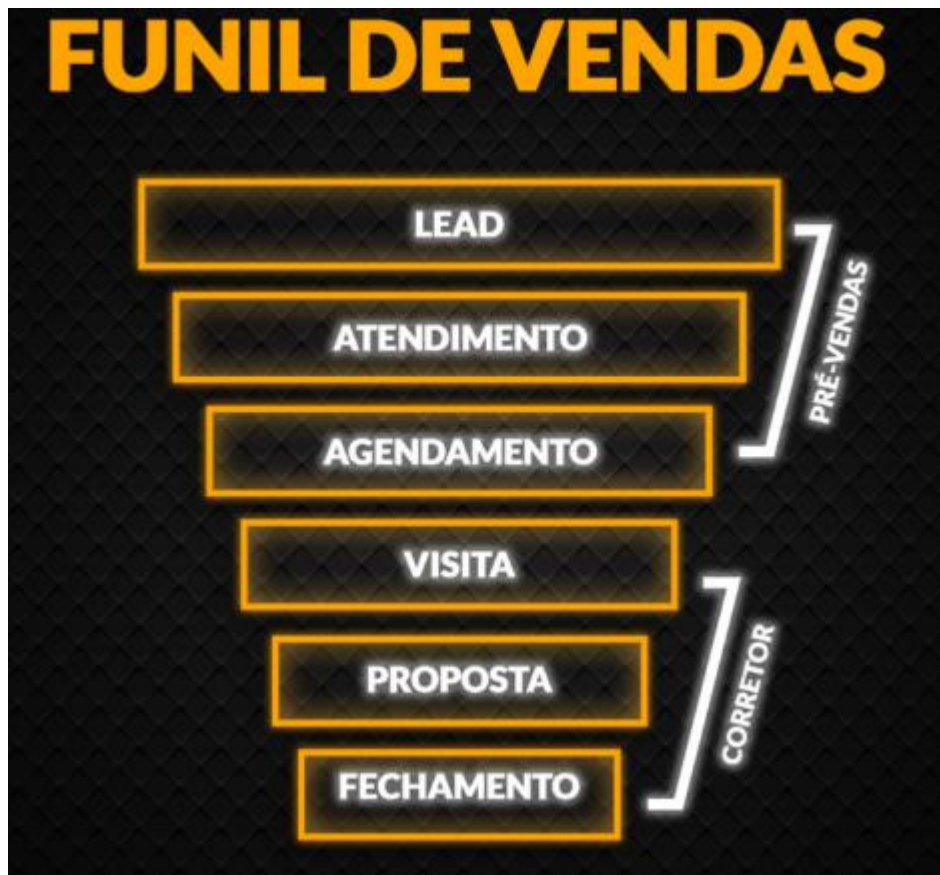 FUNIL DE VENDAS
LEAD
ATENDIMENTO
AGENDAMENTO
PRÉ-VENDAS
VISITA
PROPOSTA
FECHAMENTO
CORRETOR